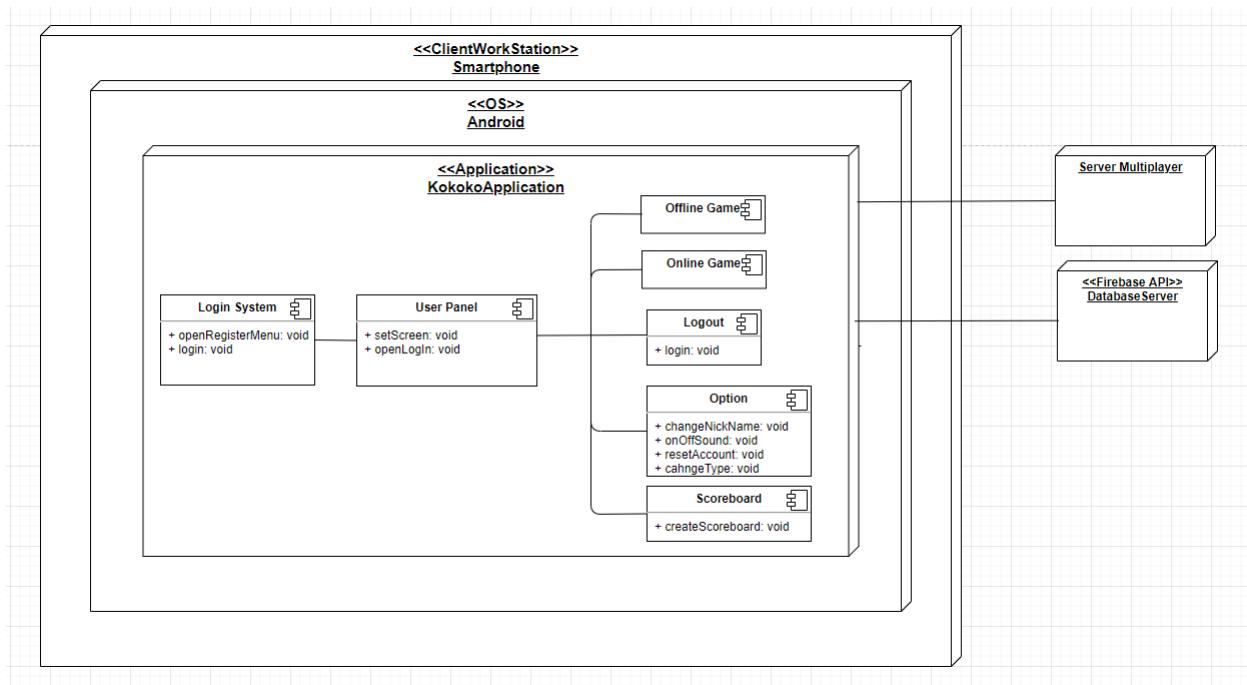 <<ClientWorkStation>>
Smartphone
<<OS>>
Android
<<Application>>
KokokoApplication
Server Multiplayer
<<Firebase API>>
DatabaseServer
Login System
+ openRegisterMenu: void
+ login: void
User Panel
+ setScreen: void
+ openLogIn: void
Offline Game
Online Game
Logout
+ login: void
Option
+ changeNickName: void
+ onOffSound: void
+ resetAccount: void
+ cahngeType: void
Scoreboard
+ createScoreboard: void